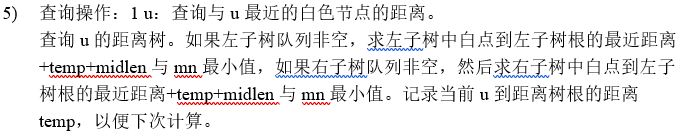 5) 查询操作：1 u：查询与 u 最近的白色节点的距离。
查询 u 的距离树。如果左子树队列非空，求左子树中白点到左子树根的最近距离
+temp+midlen 与 mn 最小值，如果右子树队列非空，然后求右子树中白点到左子
树根的最近距离+temp+midlen 与 mn 最小值。记录当前 u 到距离树根的距离
temp，以便下次计算。